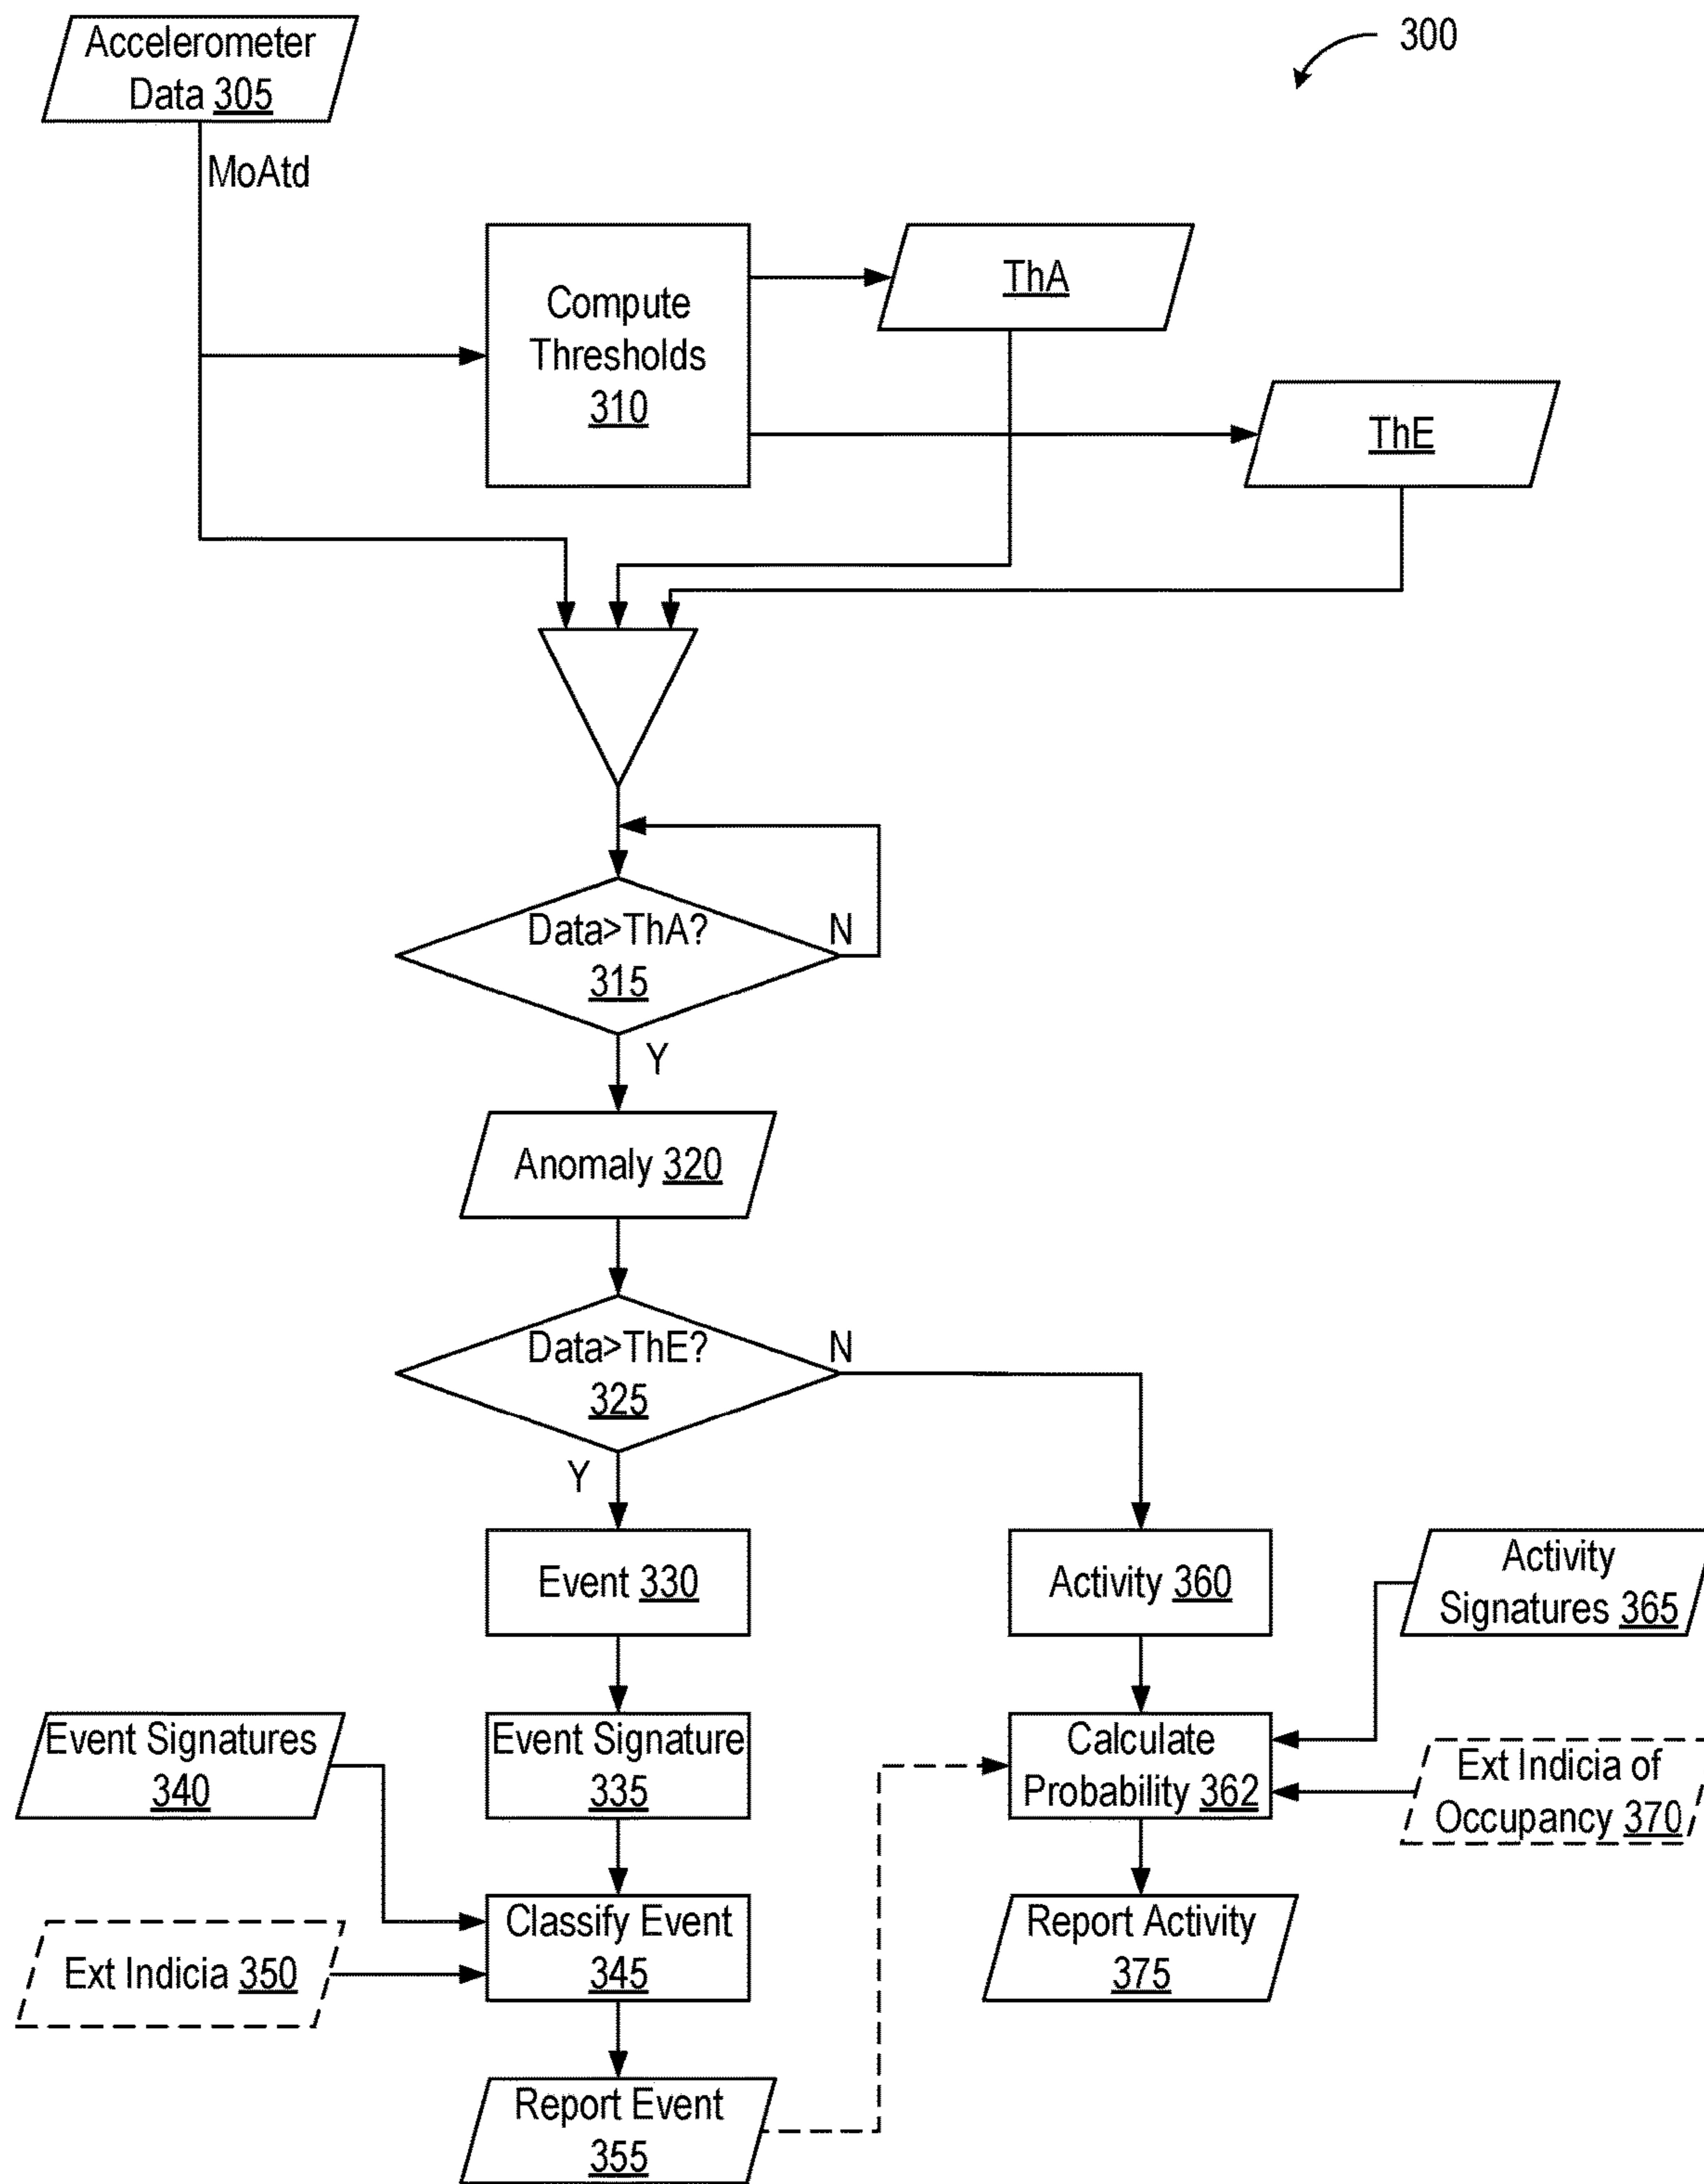 Accelerometer
Data 305
300
MoAtd
Compute
Thresholds
310
ThA
ThE
Data>ThA?
315
N
Y
Anomaly 320
Data>ThE?
325
N
Y
Event 330
Activity 360
Activity
Signatures 365
Event Signatures
340
Event Signature
335
Calculate
Probability 362
Ext Indicia of
Occupancy 370
Ext Indicia 350
Classify Event
345
Report Activity
375
Report Event
355